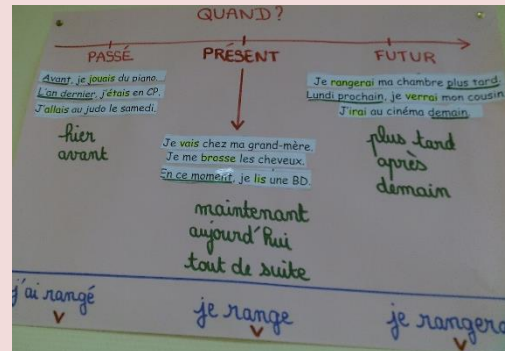 QUAND?
PASSÉ
Avant, je jouais du piano...
L'an dernier, j'étais en CP.
J'allais au judo le samedi.
hier
avant
PRÉSENT
Je vais chez ma grand-mère.
Je me brosse les cheveux.
En ce moment, je lis une BD.
maintenant
aujourd'hui
tout de suite
FUTUR
Je rangerai ma chambre plus tard.
Lundi prochain, je verrai mon cousin.
J'irai au cinéma demain.
plus tard
après
demain
j'ai rangé
je range